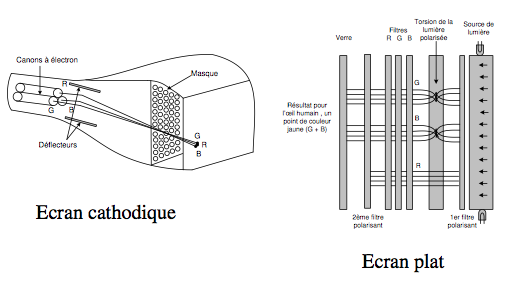 Canons à électron
R
G
B
Déflecteurs
Masque
G
R
B
Ecran cathodique
Verre
Filtres
R G B
Torsion de la
lumière
polarisée
Source de
lumière
Résultat pour
l'œil humain , un
point de couleur
jaune (G + B)
G
B
R
2ème filtre
polarisant
1er filtre
polarisant
Ecran plat